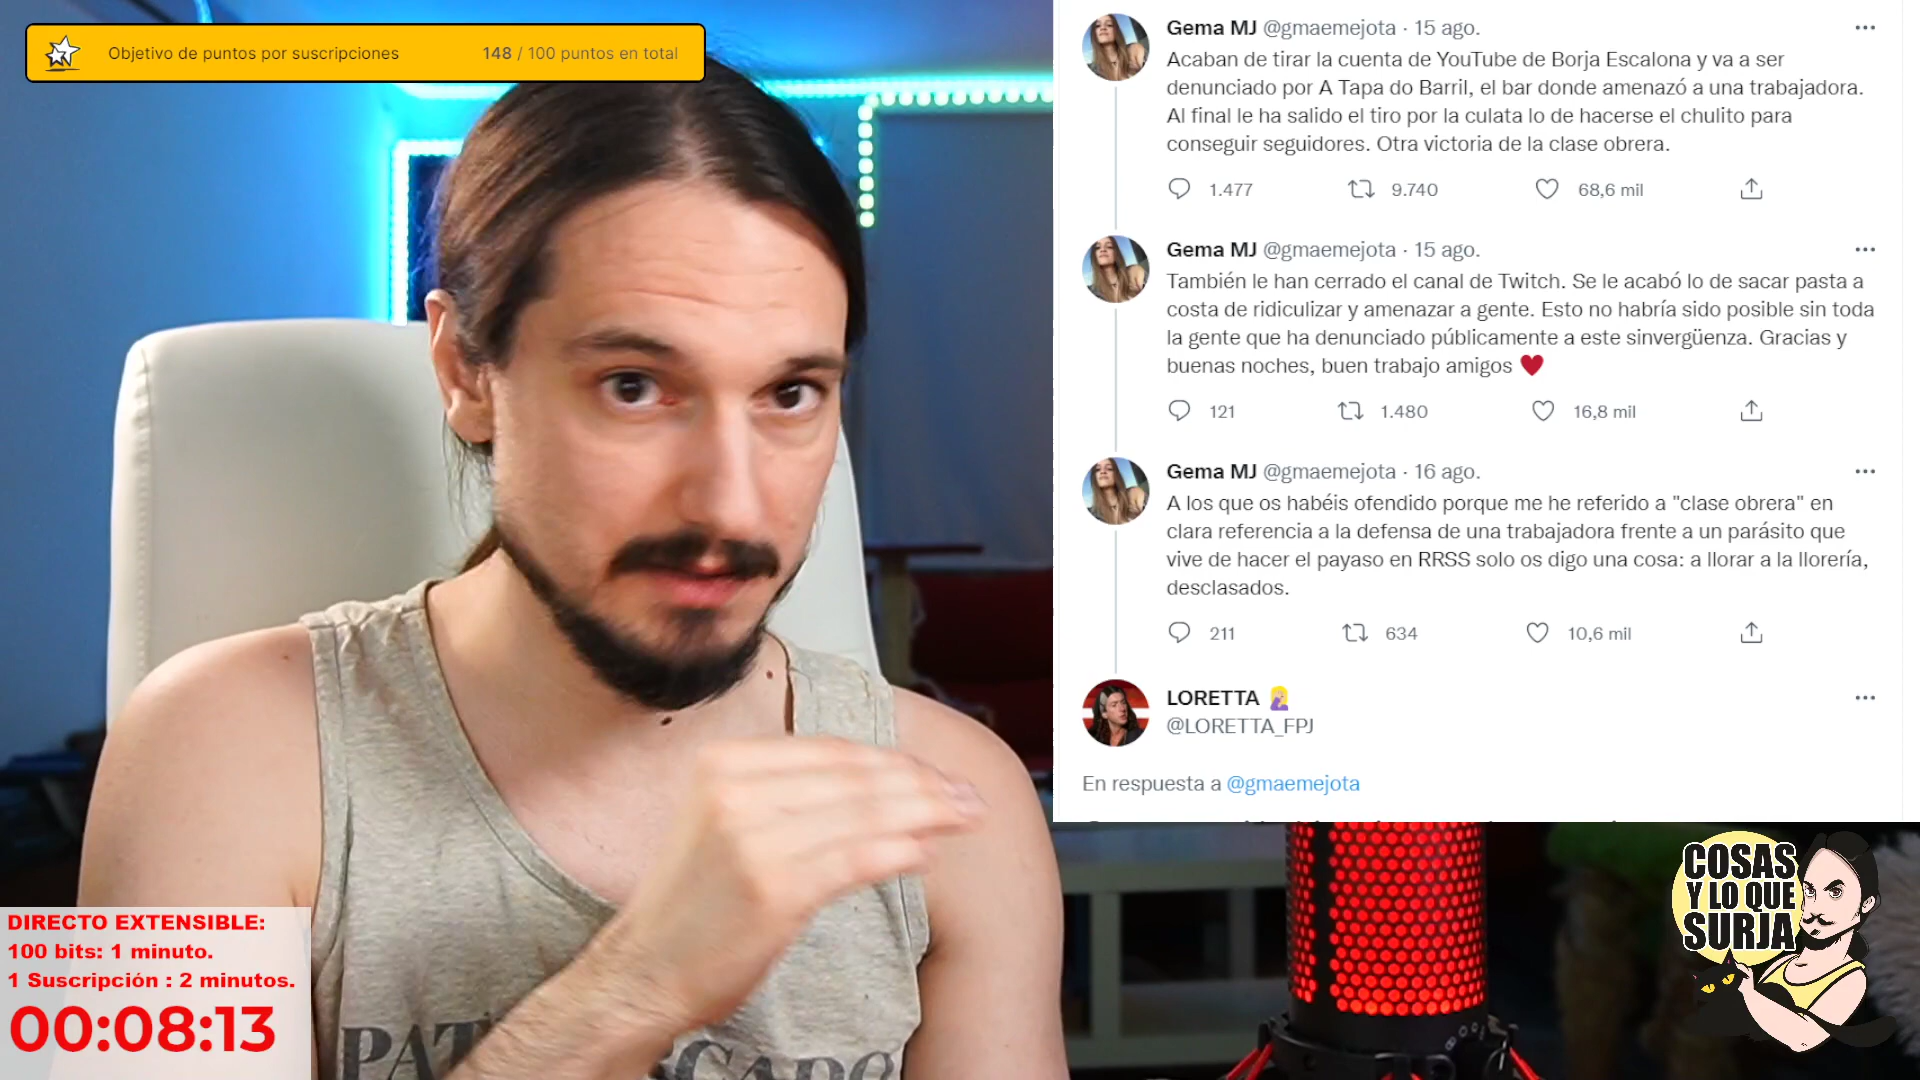 Objetivo de puntos por suscripciones 148 / 100 puntos en total
Gema MJ @gmaemejota · 15 ago.
Acaban de tirar la cuenta de YouTube de Borja Escalona y va a ser
denunciado por A Tapa do Barril, el bar donde amenazó a una trabajadora.
Al final le ha salido el tiro por la culata lo de hacerse el chulito para
conseguir seguidores. Otra victoria de la clase obrera.
1.477 9.740 68,6 mil
Gema MJ @gmaemejota · 15 ago.
También le han cerrado el canal de Twitch. Se le acabó lo de sacar pasta a
costa de ridiculizar y amenazar a gente. Esto no habría sido posible sin toda
la gente que ha denunciado públicamente a este sinvergüenza. Gracias y
buenas noches, buen trabajo amigos ♥
121 1.480 16,8 mil
Gema MJ @gmaemejota · 16 ago.
A los que os habéis ofendido porque me he referido a "clase obrera" en
clara referencia a la defensa de una trabajadora frente a un parásito que
vive de hacer el payaso en RRSS solo os digo una cosa: a llorar a la llorería,
desclasados.
211 634 10,6 mil
LORETTA 🤦🏼‍♀️
@LORETTA_FPJ
En respuesta a @gmaemejota
COSAS
Y LO QUE
SURJA
DIRECTO EXTENSIBLE:
100 bits: 1 minuto.
1 Suscripción : 2 minutos.
00:08:13